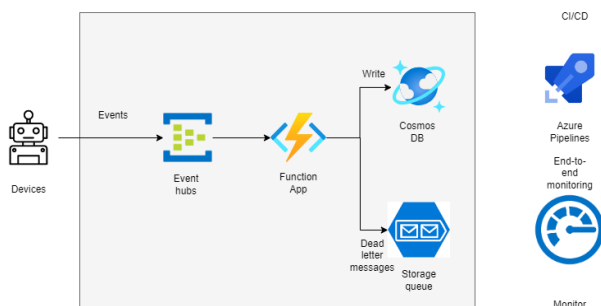 CI/CD
Write
Events
Cosmos
DB
Azure
Pipelines
Devices
Event
hubs
Function
App
End-to-
end
monitoring
Dead
letter
messages
Storage
queue
Monitor